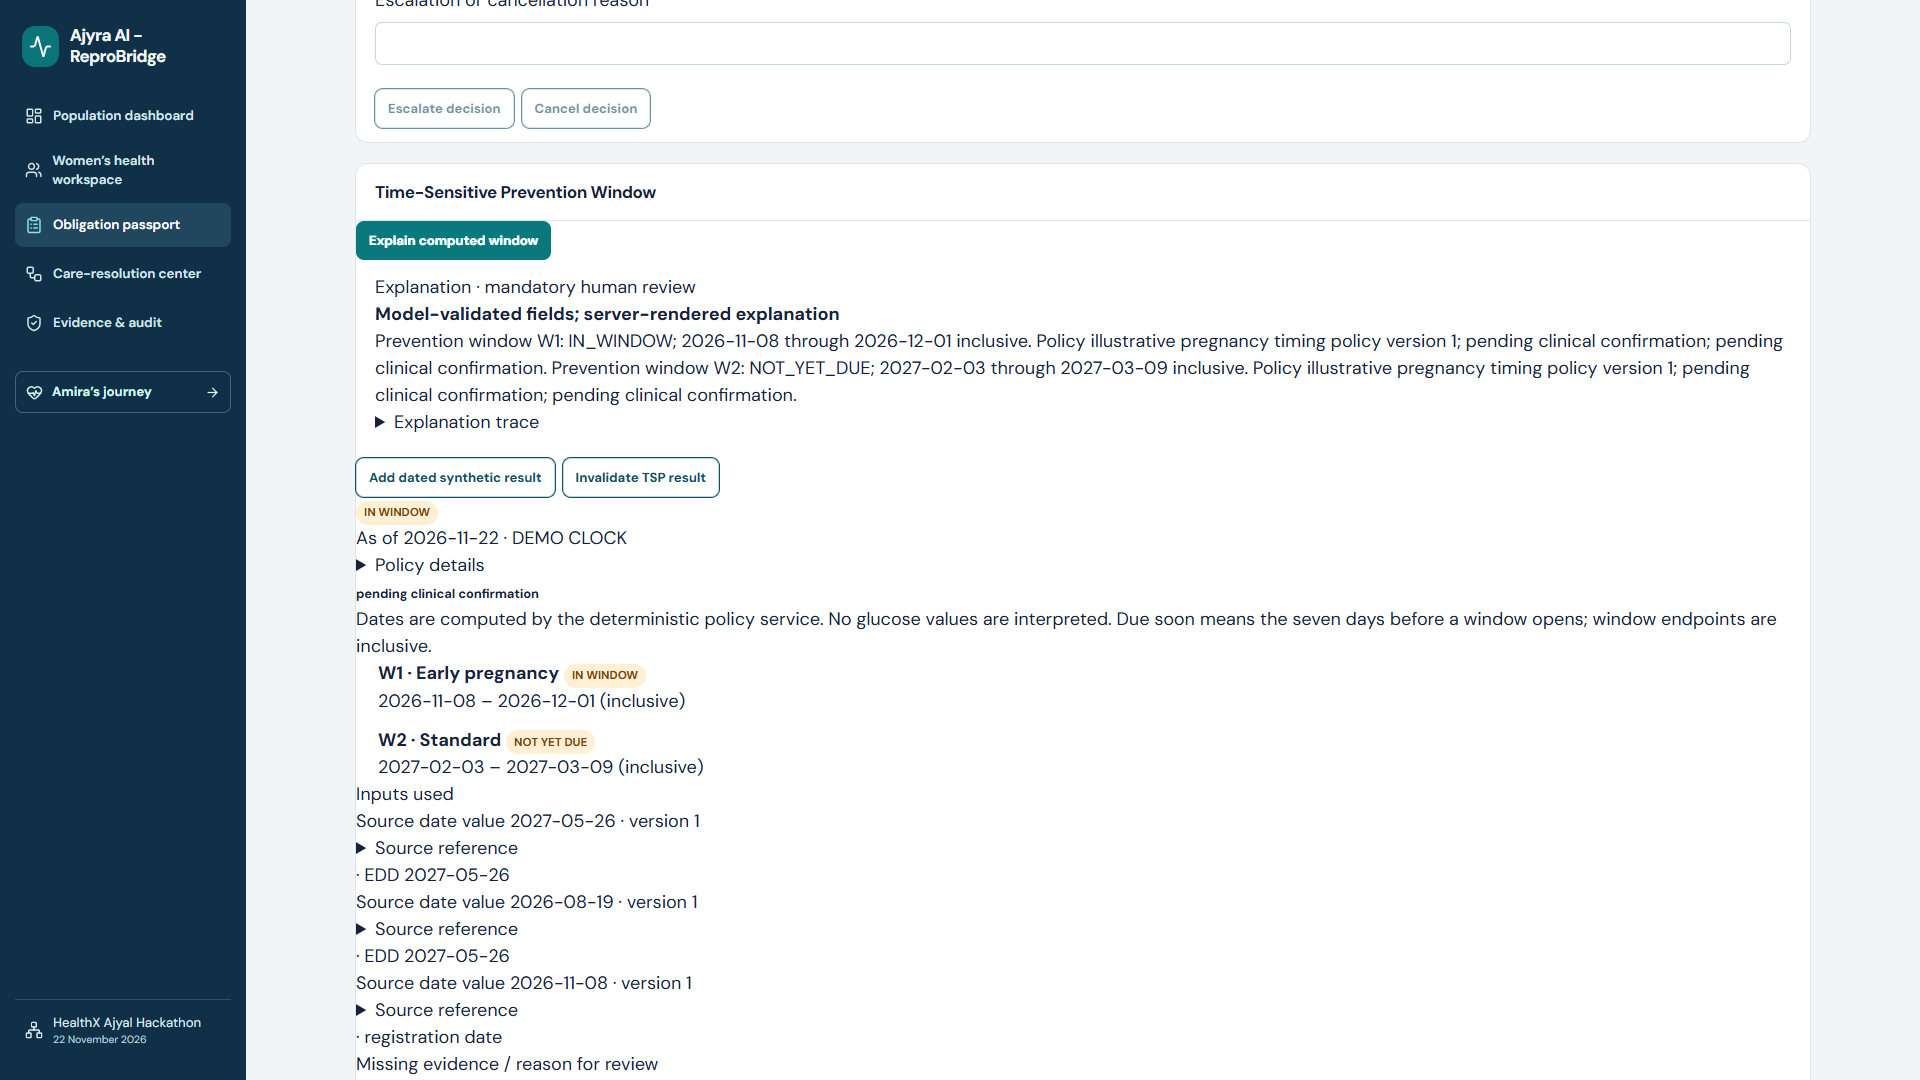 Ajyra AI –
ReproBridge
Population dashboard
Women's health
workspace
Obligation passport
Care-resolution center
Evidence & audit
Amira's journey
HealthX Ajyal Hackathon
22 November 2026
Escalation or cancellation reason
Escalate decision
Cancel decision
Time-Sensitive Prevention Window
Explain computed window
Explanation · mandatory human review
Model-validated fields; server-rendered explanation
Prevention window W1: IN_WINDOW; 2026-11-08 through 2026-12-01 inclusive. Policy illustrative pregnancy timing policy version 1; pending clinical confirmation; pending
clinical confirmation. Prevention window W2: NOT_YET_DUE; 2027-02-03 through 2027-03-09 inclusive. Policy illustrative pregnancy timing policy version 1; pending
clinical confirmation; pending clinical confirmation.
Explanation trace
Add dated synthetic result
Invalidate TSP result
IN WINDOW
As of 2026-11-22 · DEMO CLOCK
Policy details
pending clinical confirmation
Dates are computed by the deterministic policy service. No glucose values are interpreted. Due soon means the seven days before a window opens; window endpoints are
inclusive.
W1 · Early pregnancy IN WINDOW
2026-11-08 – 2026-12-01 (inclusive)
W2 · Standard NOT YET DUE
2027-02-03 – 2027-03-09 (inclusive)
Inputs used
Source date value 2027-05-26 · version 1
Source reference
· EDD 2027-05-26
Source date value 2026-08-19 · version 1
Source reference
· EDD 2027-05-26
Source date value 2026-11-08 · version 1
Source reference
· registration date
Missing evidence / reason for review